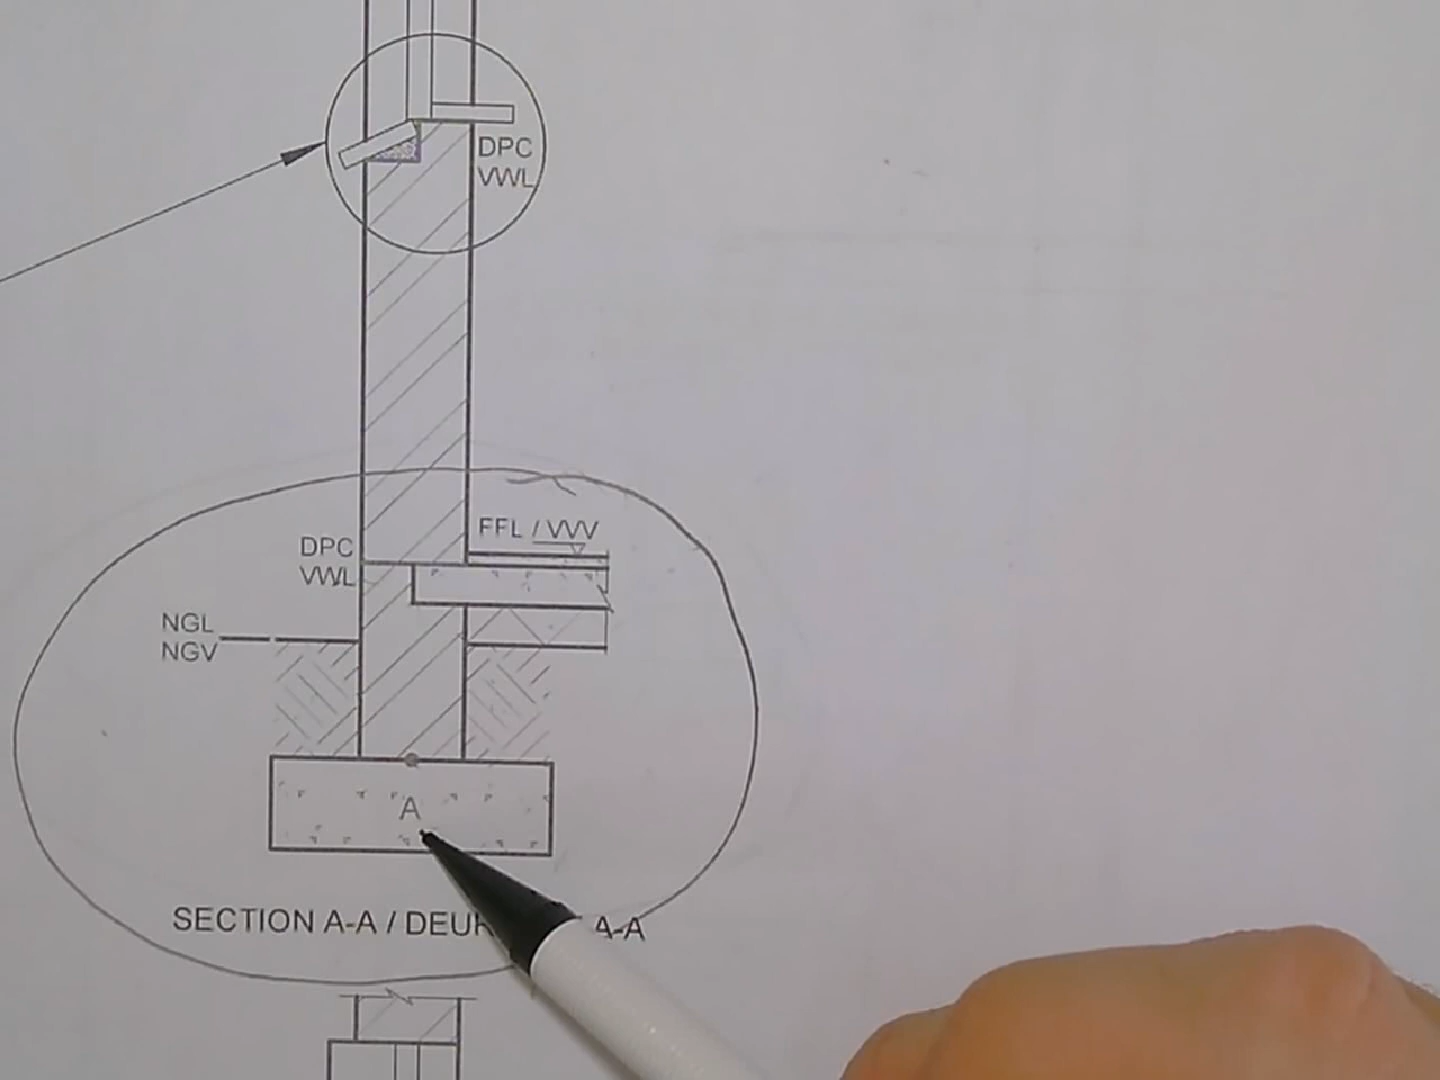 DPC
VWL
FFL / VVV
DPC
VWL
NGL
NGV
A
SECTION A-A / DEUR A-A